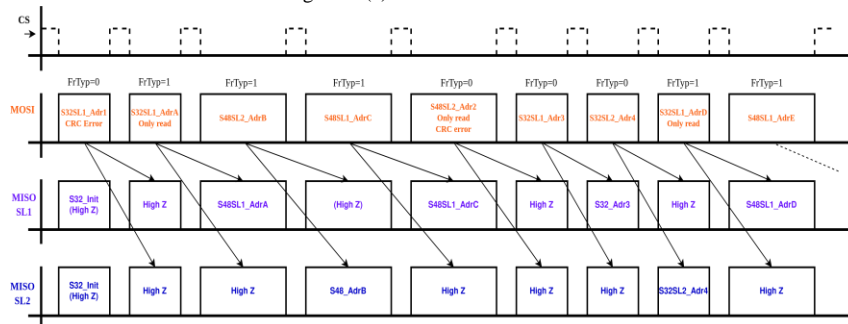 CS
FrTyp=0
FrTyp=1
FrTyp=1
FrTyp=1
FrTyp=0
FrTyp=0
FrTyp=0
FrTyp=1
FrTyp=1
MOSI
S32SL1_Adr1
CRC Error
S32SL1_AdrA
Only read
S48SL2_AdrB
S48SL1_AdrC
S48SL2_Adr2
Only read
CRC error
S32SL1_Adr3
S32SL2_Adr4
S32SL1_AdrD
Only read
S48SL1_AdrE
MISO
SL1
S32_Init
(High Z)
High Z
S48SL1_AdrA
(High Z)
S48SL1_AdrC
High Z
S32_Adr3
High Z
S48SL1_AdrD
MISO
SL2
S32_Init
(High Z)
High Z
High Z
S48_AdrB
High Z
High Z
High Z
S32SL2_Adr4
High Z